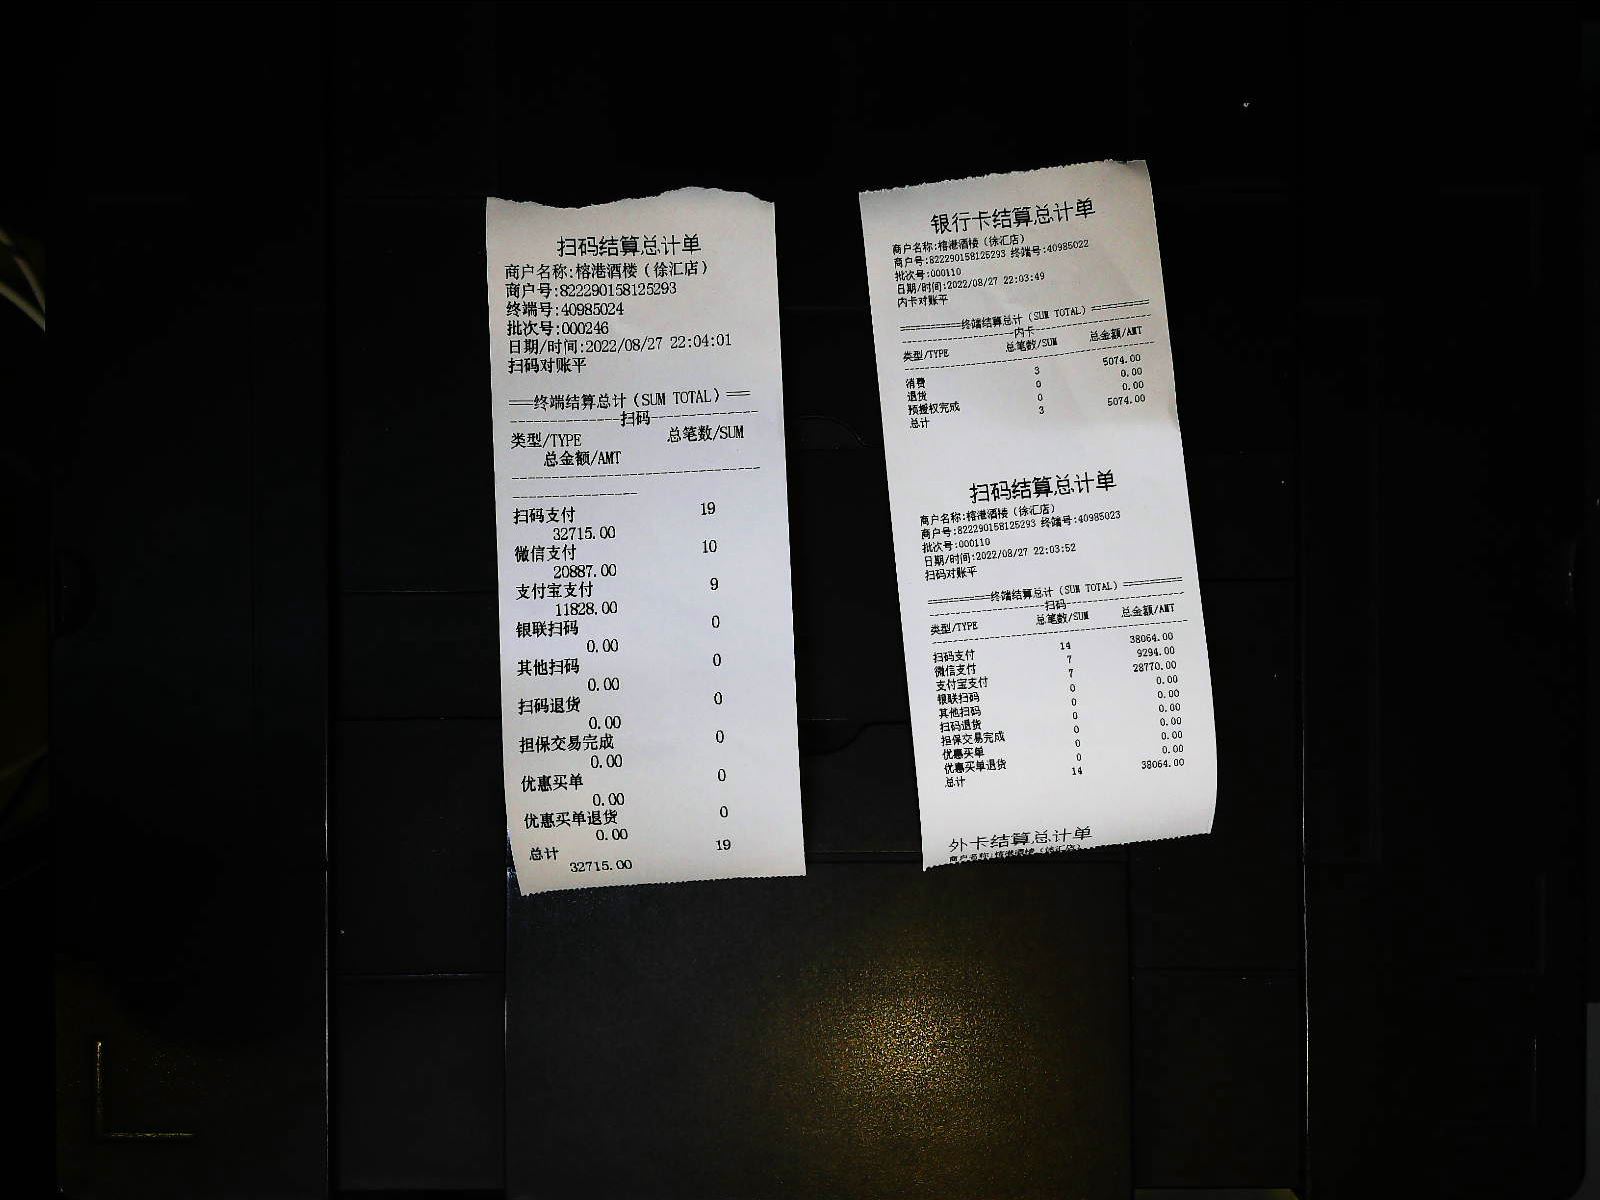 扫码结算总计单
商户名称:榕港酒楼(徐汇店)
商户号:822290158125293
终端号:40985024
批次号:000246
日期/时间:2022/08/27 22:04:01
扫码对账平
===终端结算总计(SUM TOTAL)===
--------------扫码--------------
类型/TYPE 总笔数/SUM
总金额/AMT
扫码支付 19
32715.00
微信支付 10
20887.00
支付宝支付 9
11828.00
银联扫码 0
0.00
其他扫码 0
0.00
扫码退货 0
0.00
担保交易完成 0
0.00
优惠买单 0
0.00
优惠买单退货 0
0.00
总计 19
32715.00
银行卡结算总计单
商户名称:榕港酒楼(徐汇店)
商户号:822290158125293 终端号:40985022
批次号:000110
日期/时间:2022/08/27 22:03:49
内卡对账平
===========终端结算总计(SUM TOTAL)===========
--------------------内卡--------------------
类型/TYPE 总笔数/SUM 总金额/AMT
消费 3 5074.00
退货 0 0.00
预授权完成 0 0.00
总计 3 5074.00
扫码结算总计单
商户名称:榕港酒楼(徐汇店)
商户号:822290158125293 终端号:40985023
批次号:000110
日期/时间:2022/08/27 22:03:52
扫码对账平
===========终端结算总计(SUM TOTAL)===========
--------------------扫码--------------------
类型/TYPE 总笔数/SUM 总金额/AMT
扫码支付 14 38064.00
微信支付 7 9294.00
支付宝支付 7 28770.00
银联扫码 0 0.00
其他扫码 0 0.00
扫码退货 0 0.00
担保交易完成 0 0.00
优惠买单 0 0.00
优惠买单退货 0 0.00
总计 14 38064.00
外卡结算总计单
商户名称:榕港酒楼(徐汇店)